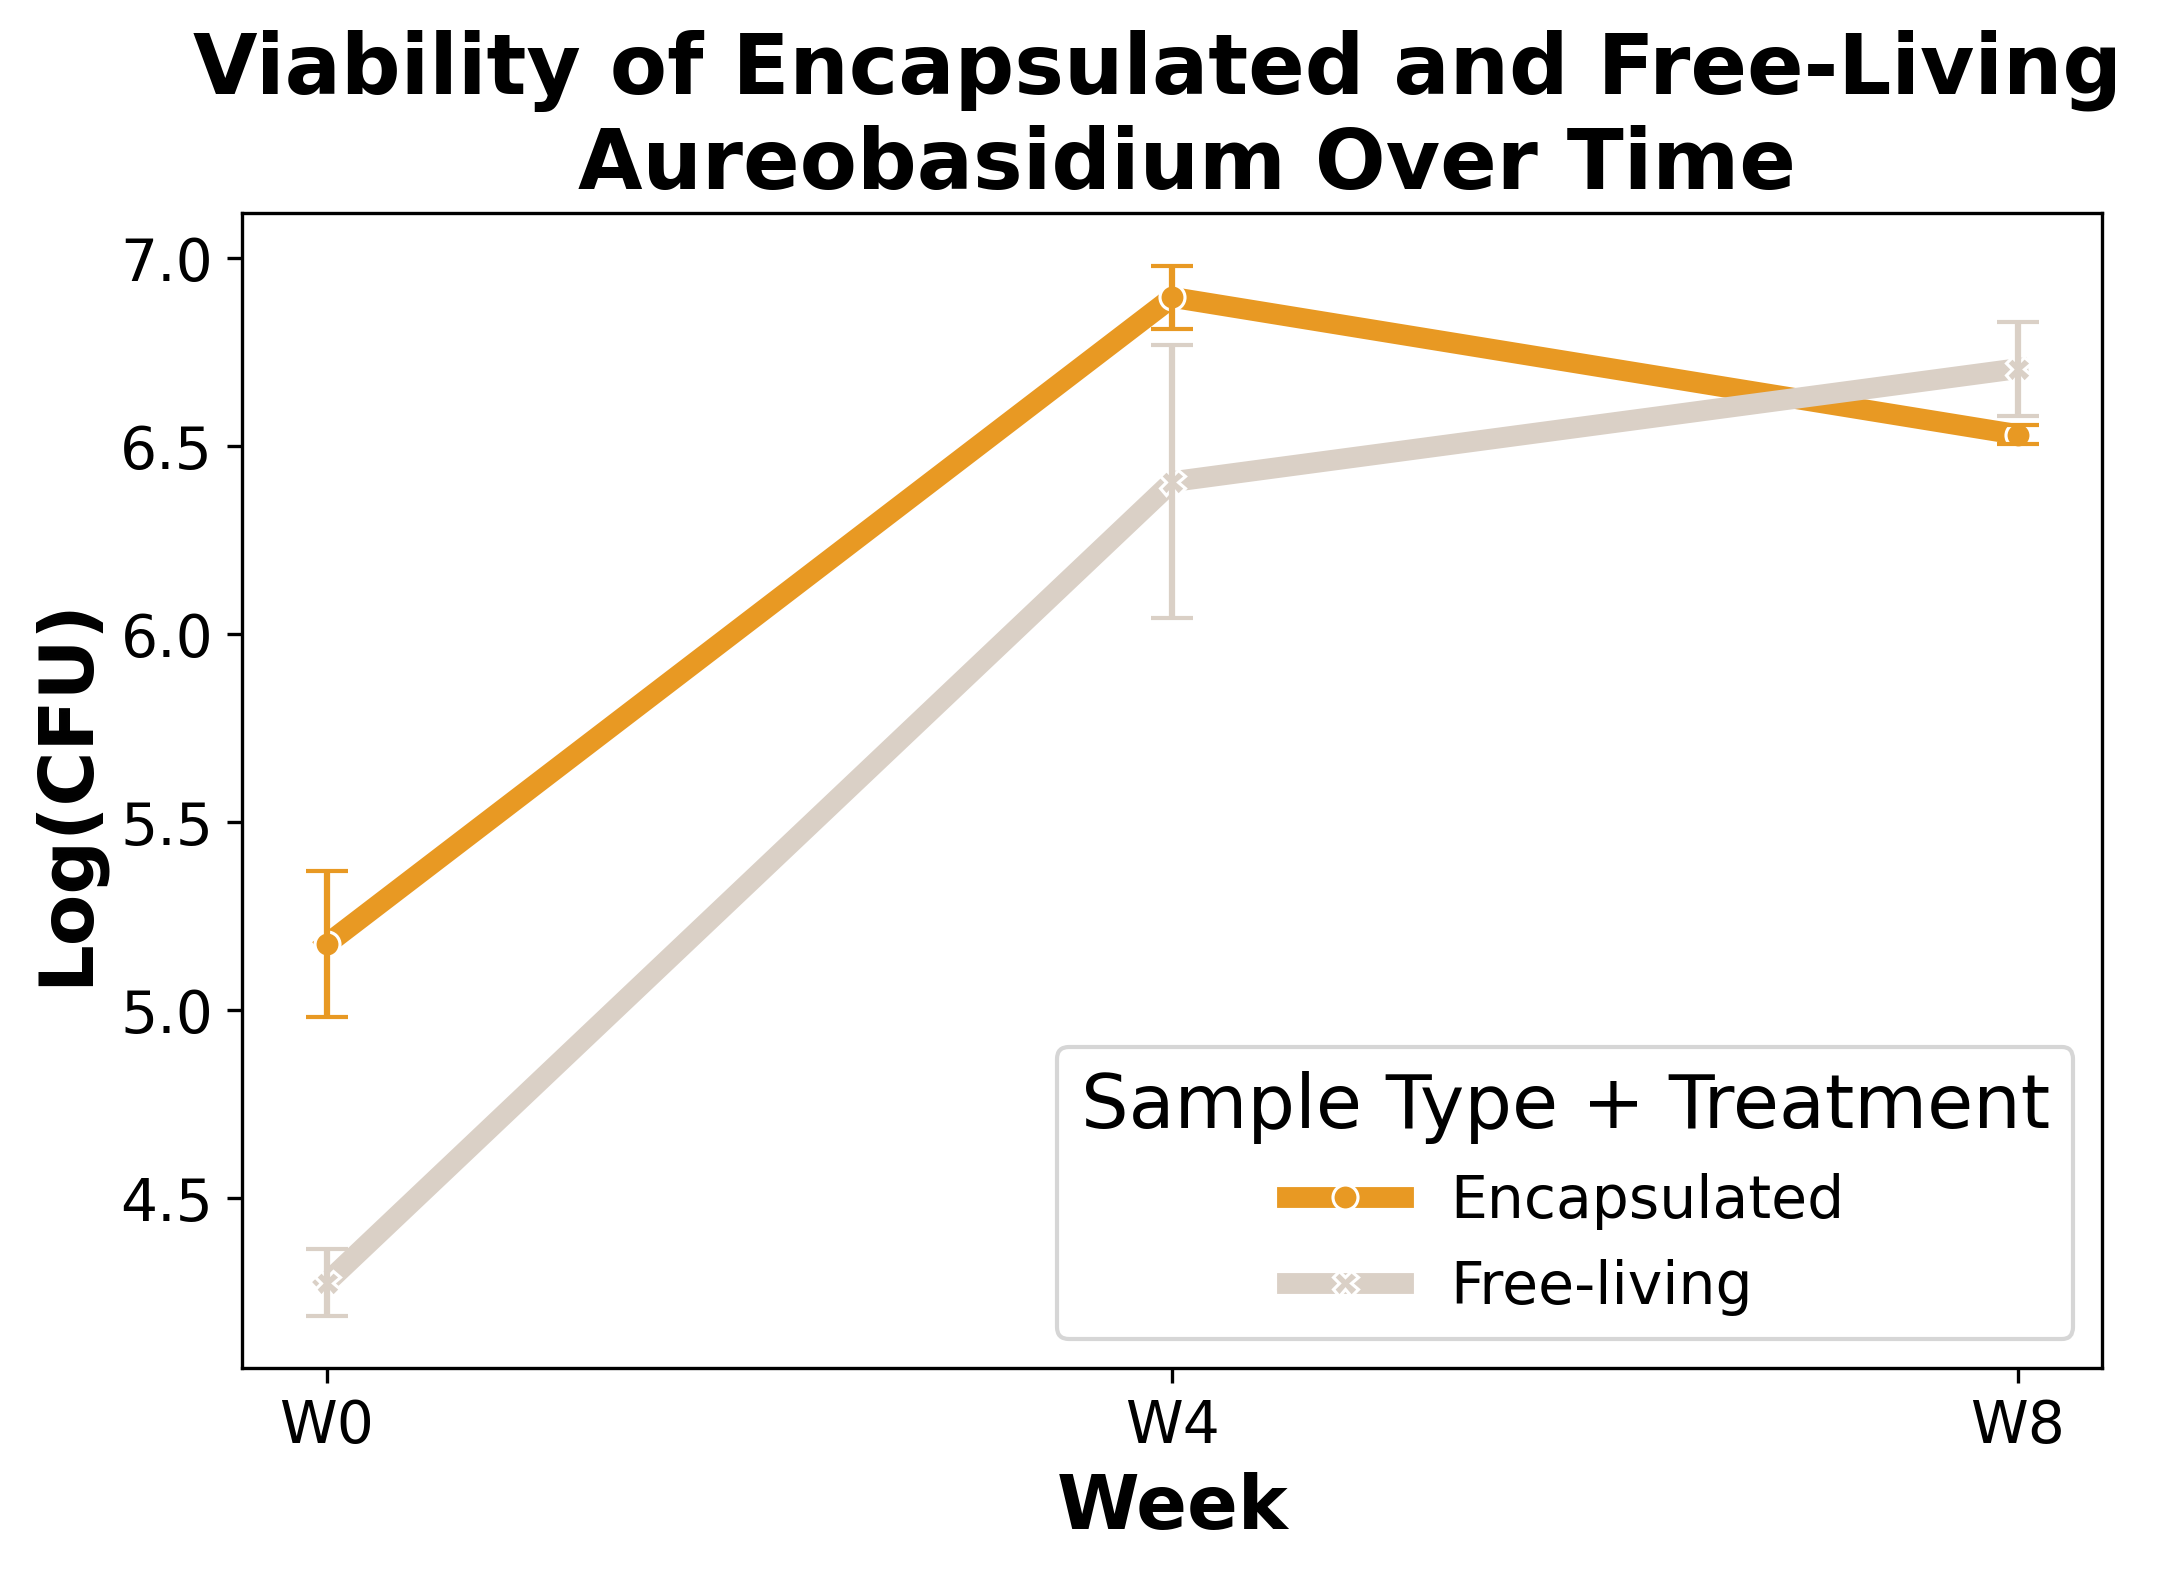 Viability of Encapsulated and Free-Living
Aureobasidium Over Time
Log(CFU)
7.0
6.5
6.0
5.5
5.0
4.5
Sample Type + Treatment
Encapsulated
Free-living
W0 W4 W8
Week